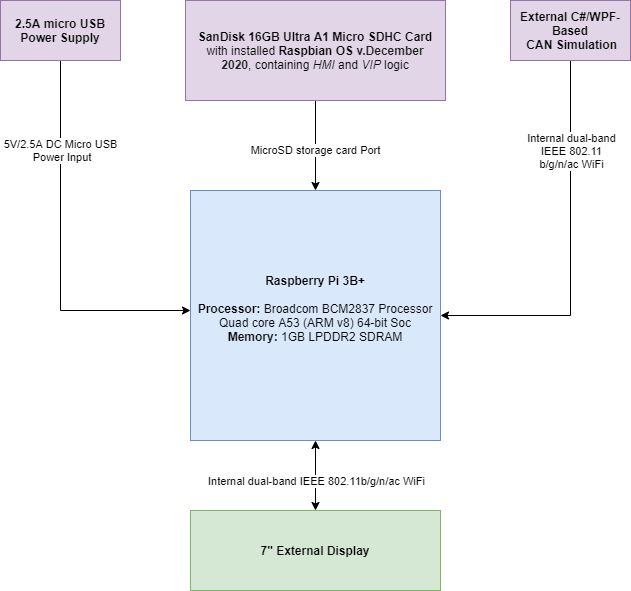 2.5A micro USB
Power Supply
SanDisk 16GB Ultra A1 Micro SDHC Card
with installed Raspbian OS v.December
2020, containing HMI and VIP logic
External C#/WPF-
Based
CAN Simulation
5V/2.5A DC Micro USB
Power Input
MicroSD storage card Port
Internal dual-band
IEEE 802.11
b/g/n/ac WiFi
Raspberry Pi 3B+
Processor: Broadcom BCM2837 Processor
Quad core A53 (ARM v8) 64-bit Soc
Memory: 1GB LPDDR2 SDRAM
Internal dual-band IEEE 802.11b/g/n/ac WiFi
7" External Display